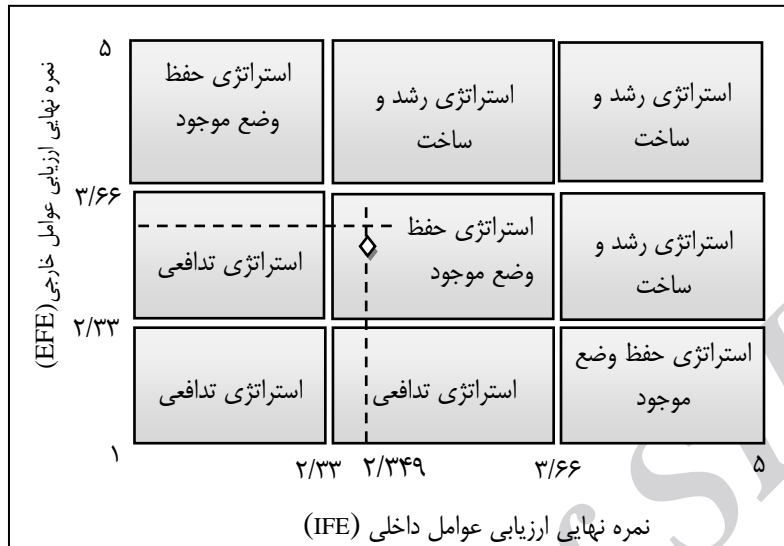 نمره نهایی ارزیابی عوامل خارجی(EFE)
۵
استراتژی حفظ
وضع موجود
استراتژی رشد و
ساخت
استراتژی رشد و
ساخت
۳/۶۶
استراتژی تدافعی
استراتژی حفظ
وضع موجود
استراتژی رشد و
ساخت
۲/۳۳
استراتژی تدافعی
استراتژی تدافعی
استراتژی حفظ وضع
موجود
۱
۲/۳۳
۲/۳۴۹
۳/۶۶
۵
نمره نهایی ارزیابی عوامل داخلی (IFE)